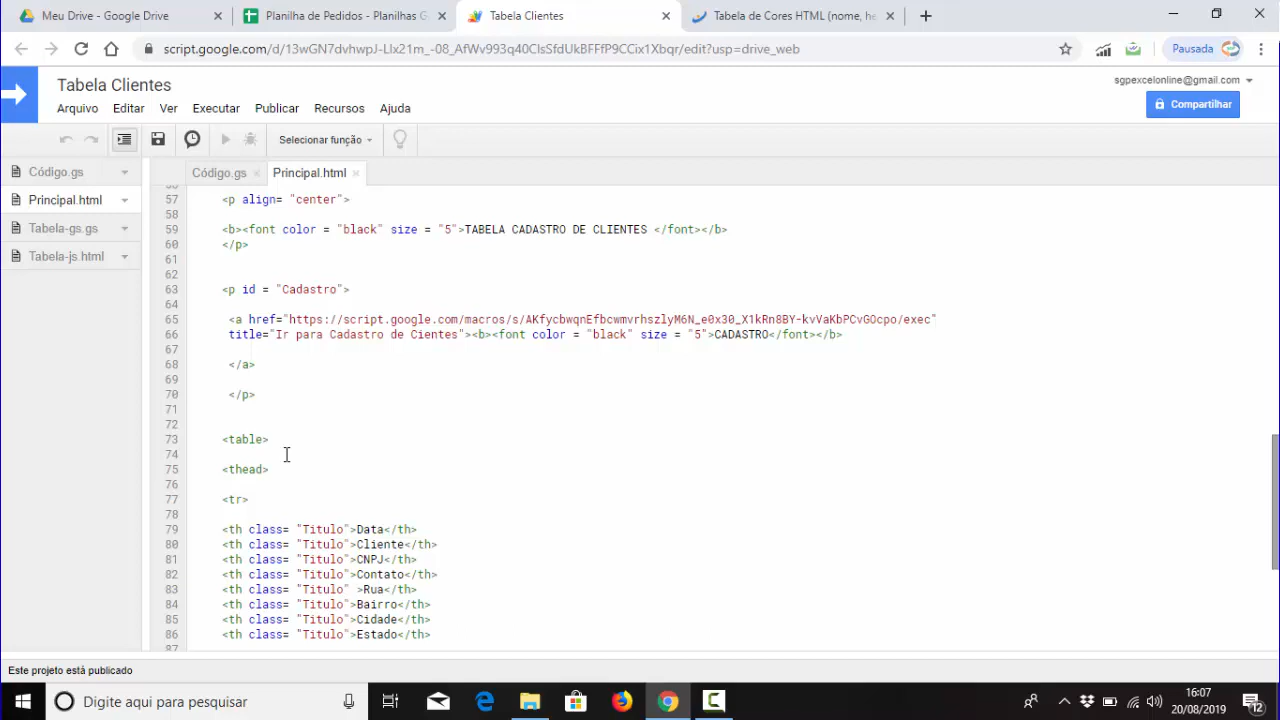 Meu Drive - Google Drive
Planilha de Pedidos - Planilhas G
Tabela Clientes
Tabela de Cores HTML (nome, he
script.google.com/d/13wGN7dvhwpJ-LIx21m_-08_AfWv993q40ClsSfdUkBFFfP9CCix1Xbqr/edit?usp=drive_web
Pausada
Tabela Clientes
sgpexcelonline@gmail.com
Arquivo Editar Ver Executar Publicar Recursos Ajuda
Compartilhar
Selecionar função
Código.gs
Principal.html
Tabela-gs.gs
Tabela-js.html
Código.gs Principal.html
57 <p align= "center">
58
59 <b><font color = "black" size = "5">TABELA CADASTRO DE CLIENTES </font></b>
60 </p>
61
62
63 <p id = "Cadastro">
64
65 <a href="https://script.google.com/macros/s/AKfycbwqnEfbcwmvrhszlyM6N_e0x30_X1kRn8BY-kvVaKbPCvGOcpo/exec"
66 title="Ir para Cadastro de Cientes"><b><font color = "black" size = "5">CADASTRO</font></b>
67
68 </a>
69
70 </p>
71
72
73 <table>
74
75 <thead>
76
77 <tr>
78
79 <th class= "Titulo">Data</th>
80 <th class= "Titulo">Cliente</th>
81 <th class= "Titulo">CNPJ</th>
82 <th class= "Titulo">Contato</th>
83 <th class= "Titulo" >Rua</th>
84 <th class= "Titulo">Bairro</th>
85 <th class= "Titulo">Cidade</th>
86 <th class= "Titulo">Estado</th>
87
Este projeto está publicado
Digite aqui para pesquisar
16:07
20/08/2019
12